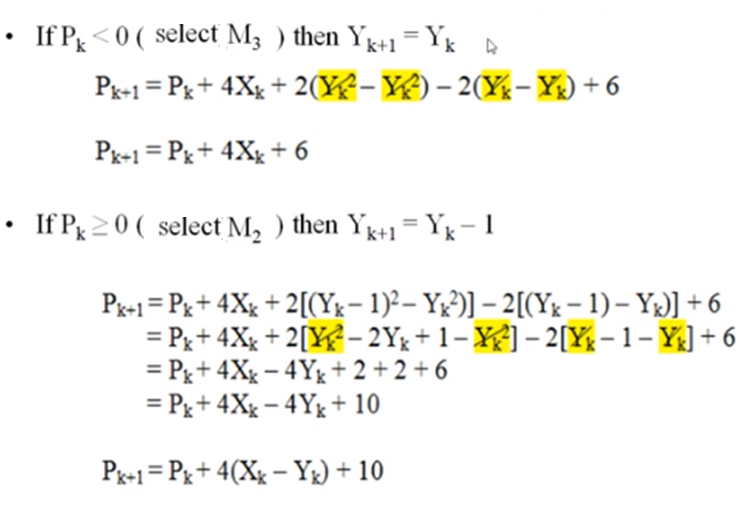 • If Pₖ < 0 ( select M₃ ) then Yₖ₊₁ = Yₖ
Pₖ₊₁ = Pₖ + 4Xₖ + 2(Yₖ² – Yₖ²) – 2(Yₖ – Yₖ) + 6
Pₖ₊₁ = Pₖ + 4Xₖ + 6
• If Pₖ ≥ 0 ( select M₂ ) then Yₖ₊₁ = Yₖ – 1
Pₖ₊₁ = Pₖ + 4Xₖ + 2[(Yₖ – 1)² – Yₖ²)] – 2[(Yₖ – 1) – Yₖ)] + 6
= Pₖ + 4Xₖ + 2[Yₖ² – 2Yₖ + 1 – Yₖ²] – 2[Yₖ – 1 – Yₖ] + 6
= Pₖ + 4Xₖ – 4Yₖ + 2 + 2 + 6
= Pₖ + 4Xₖ – 4Yₖ + 10
Pₖ₊₁ = Pₖ + 4(Xₖ – Yₖ) + 10